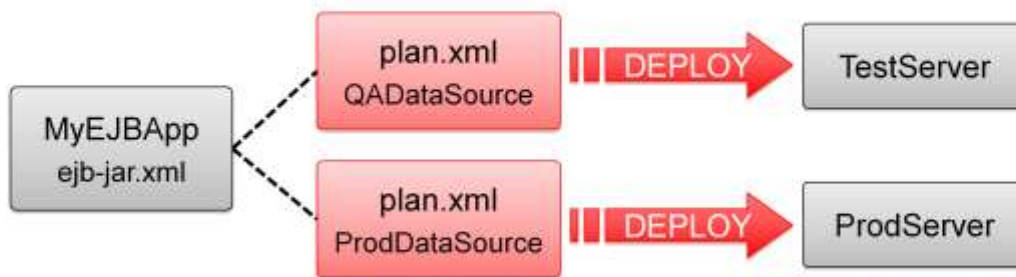 MyEJBApp
ejb-jar.xml
plan.xml
QADataSource
DEPLOY
TestServer
plan.xml
ProdDataSource
DEPLOY
ProdServer